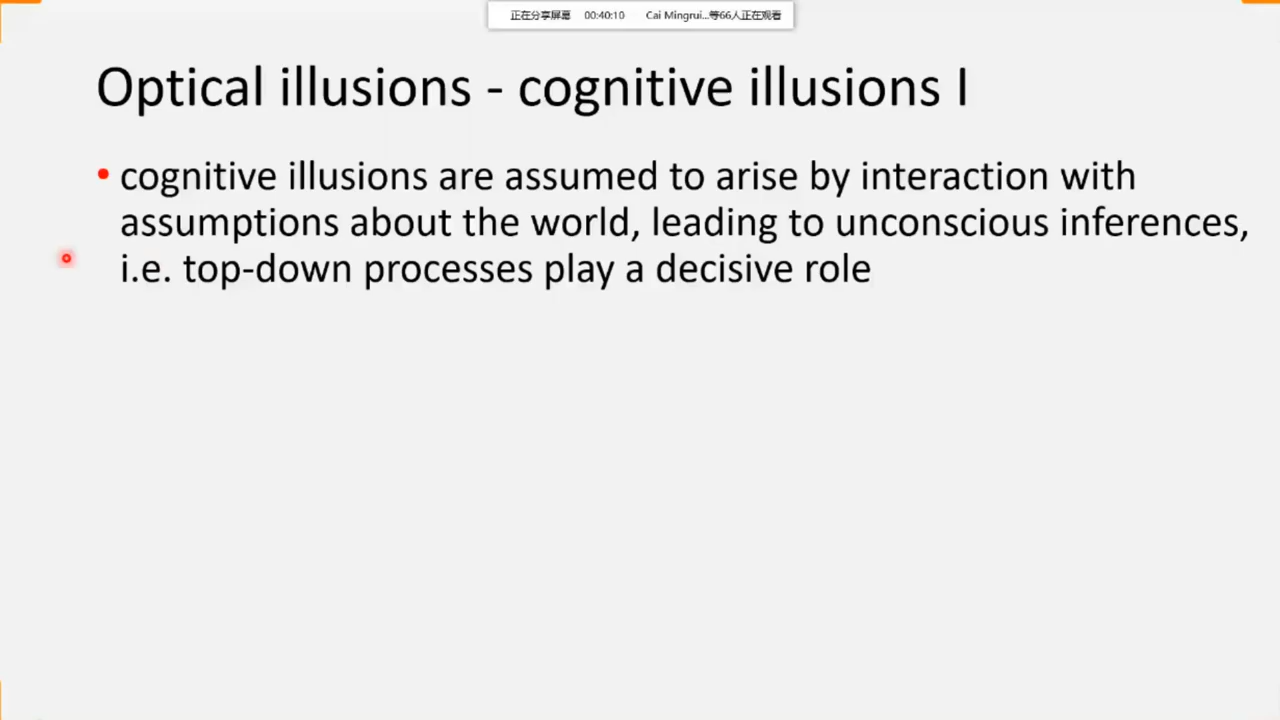 正在分享屏幕 00:40:10 Cai Mingrui...等66人正在观看
Optical illusions - cognitive illusions I
• cognitive illusions are assumed to arise by interaction with
assumptions about the world, leading to unconscious inferences,
i.e. top-down processes play a decisive role